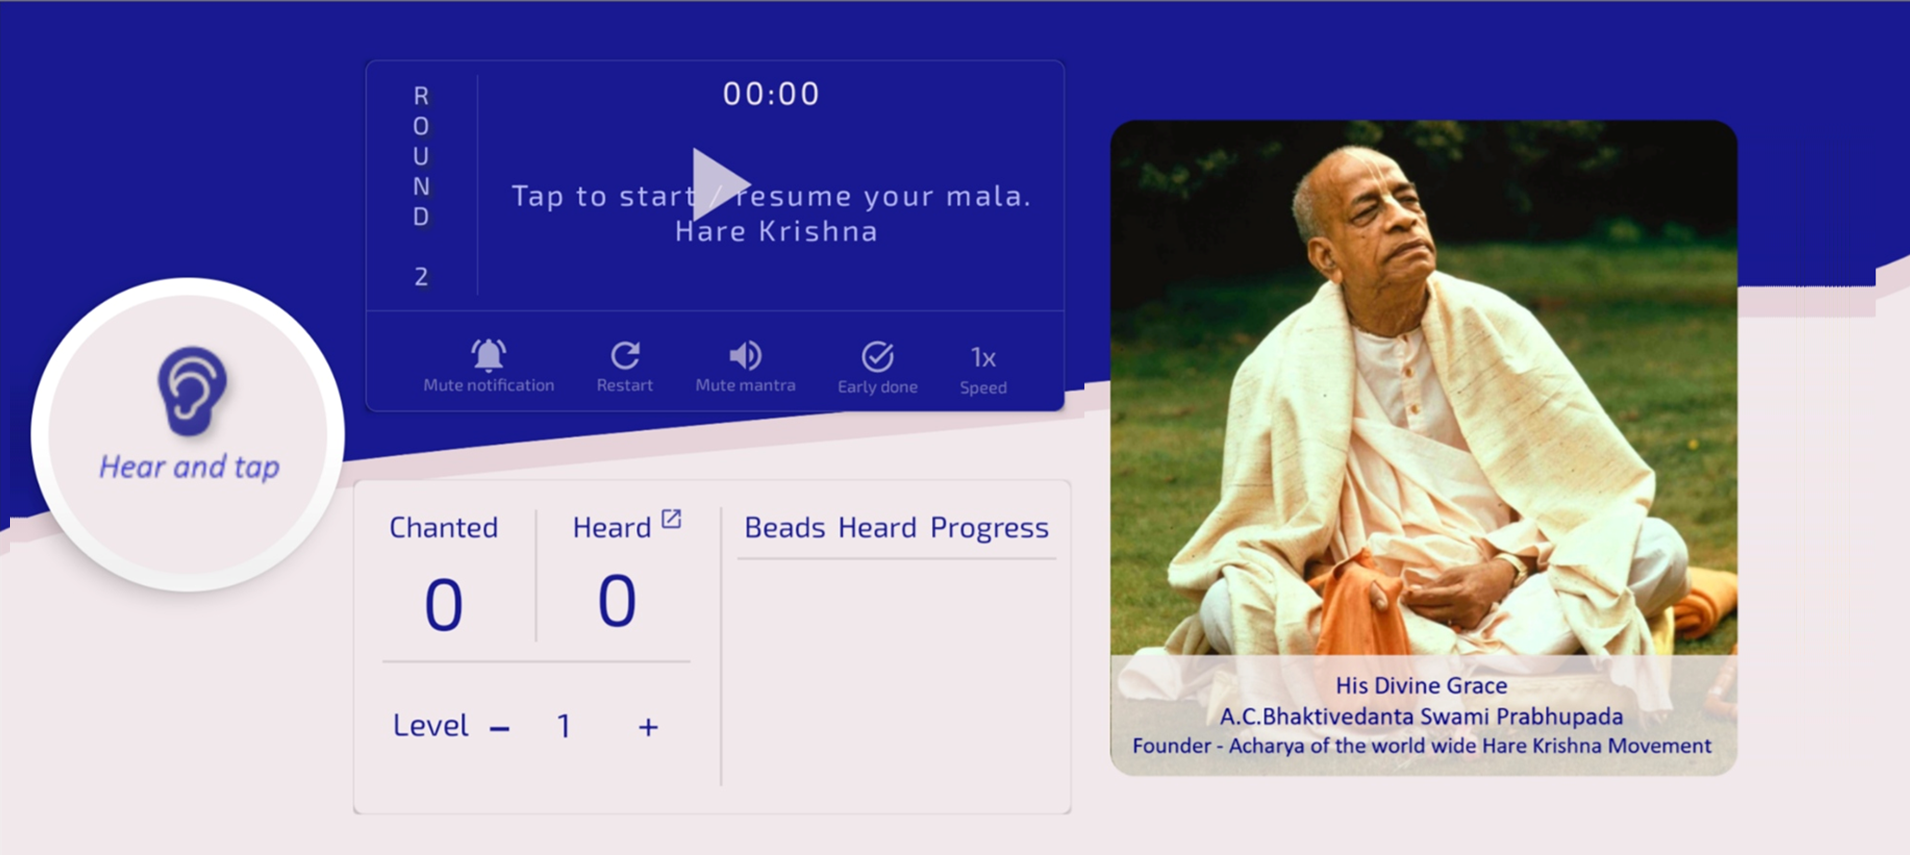 ROUND 2
00:00
Tap to start / resume your mala.
Hare Krishna
Mute notification
Restart
Mute mantra
Early done
1x
Speed
Hear and tap
Chanted
0
Heard
0
Beads Heard Progress
Level – 1 +
His Divine Grace
A.C.Bhaktivedanta Swami Prabhupada
Founder - Acharya of the world wide Hare Krishna Movement